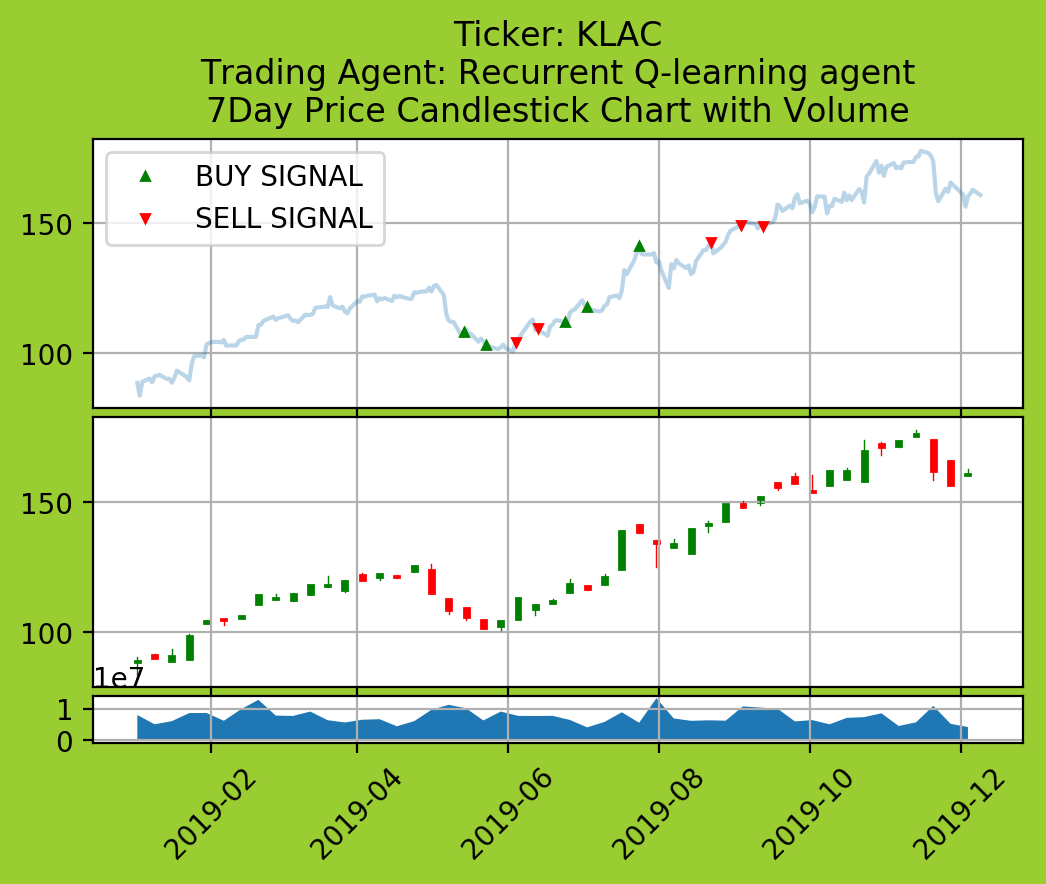 Ticker: KLAC
Trading Agent: Recurrent Q-learning agent
7Day Price Candlestick Chart with Volume
BUY SIGNAL
SELL SIGNAL
150
100
150
100
1e7
1
0
2019-02
2019-04
2019-06
2019-08
2019-10
2019-12